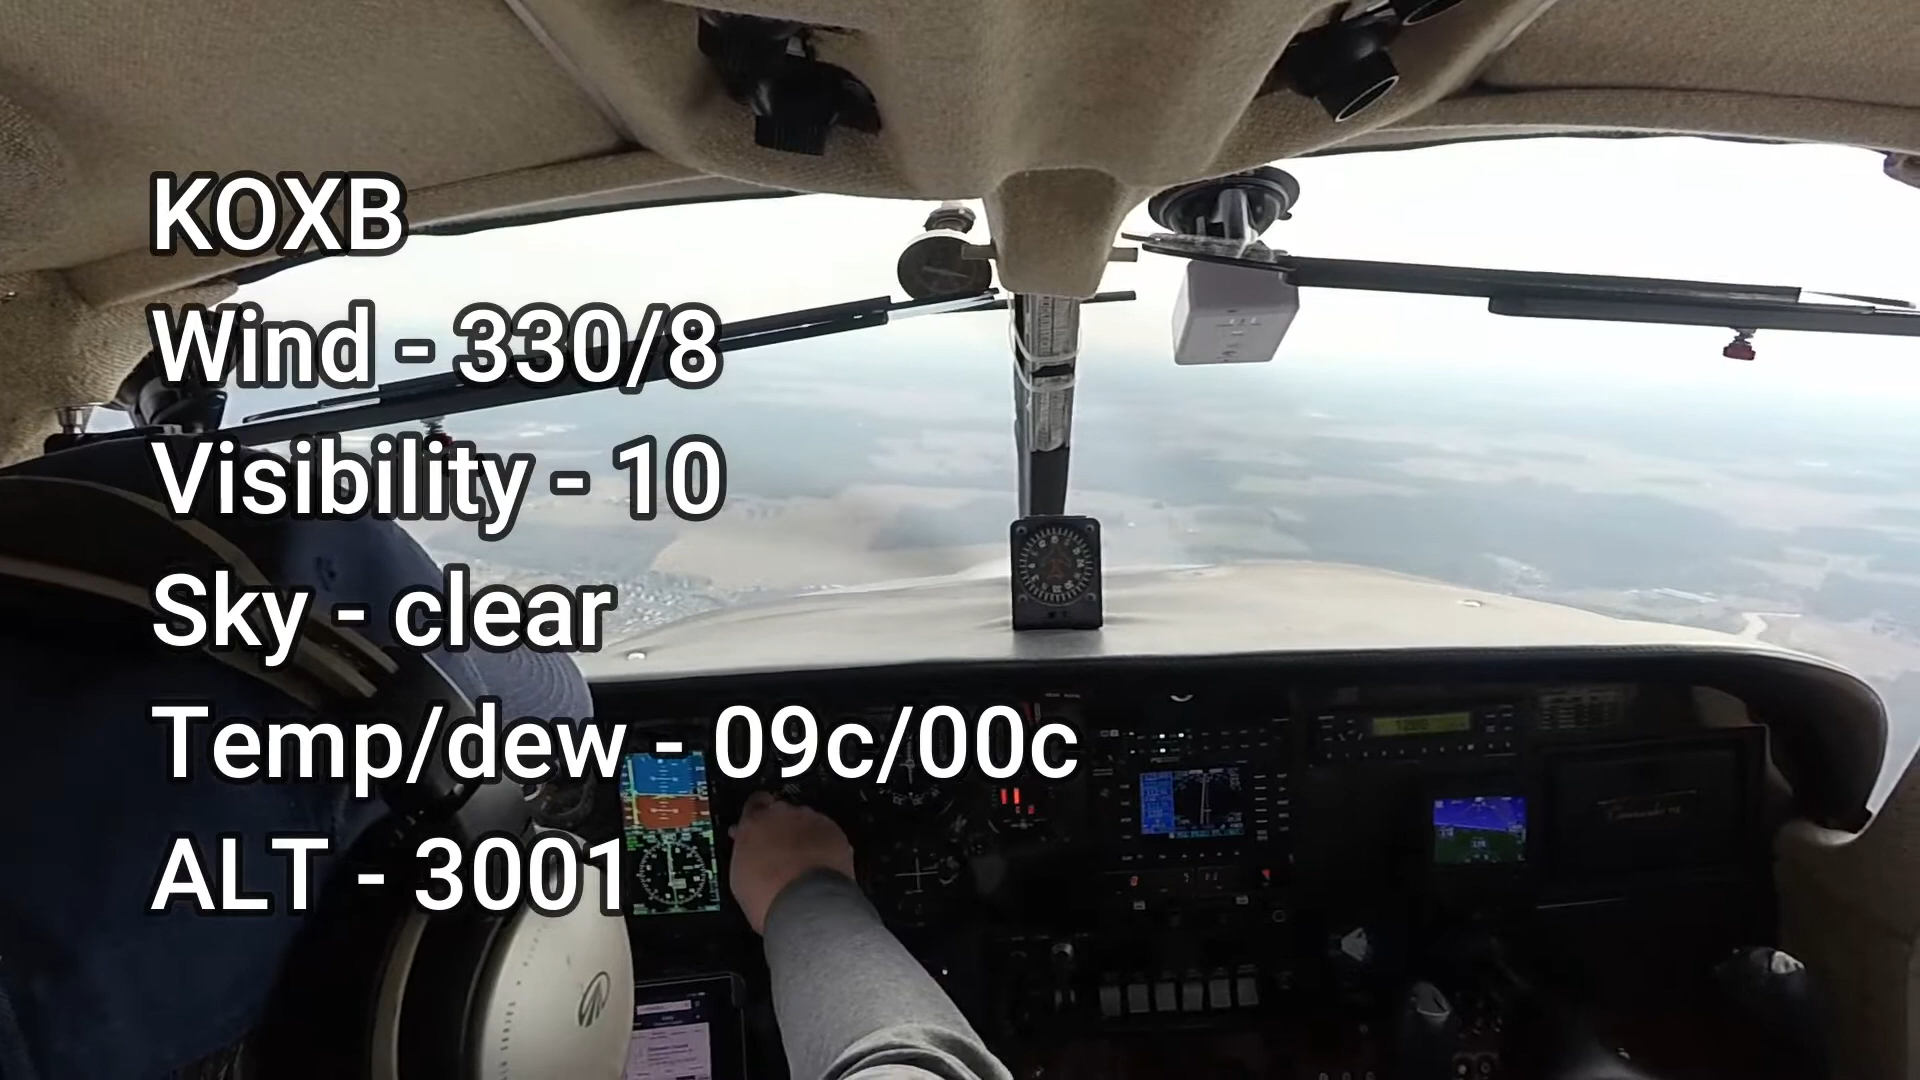 KOXB
Wind - 330/8
Visibility - 10
Sky - clear
Temp/dew - 09c/00c
ALT - 3001